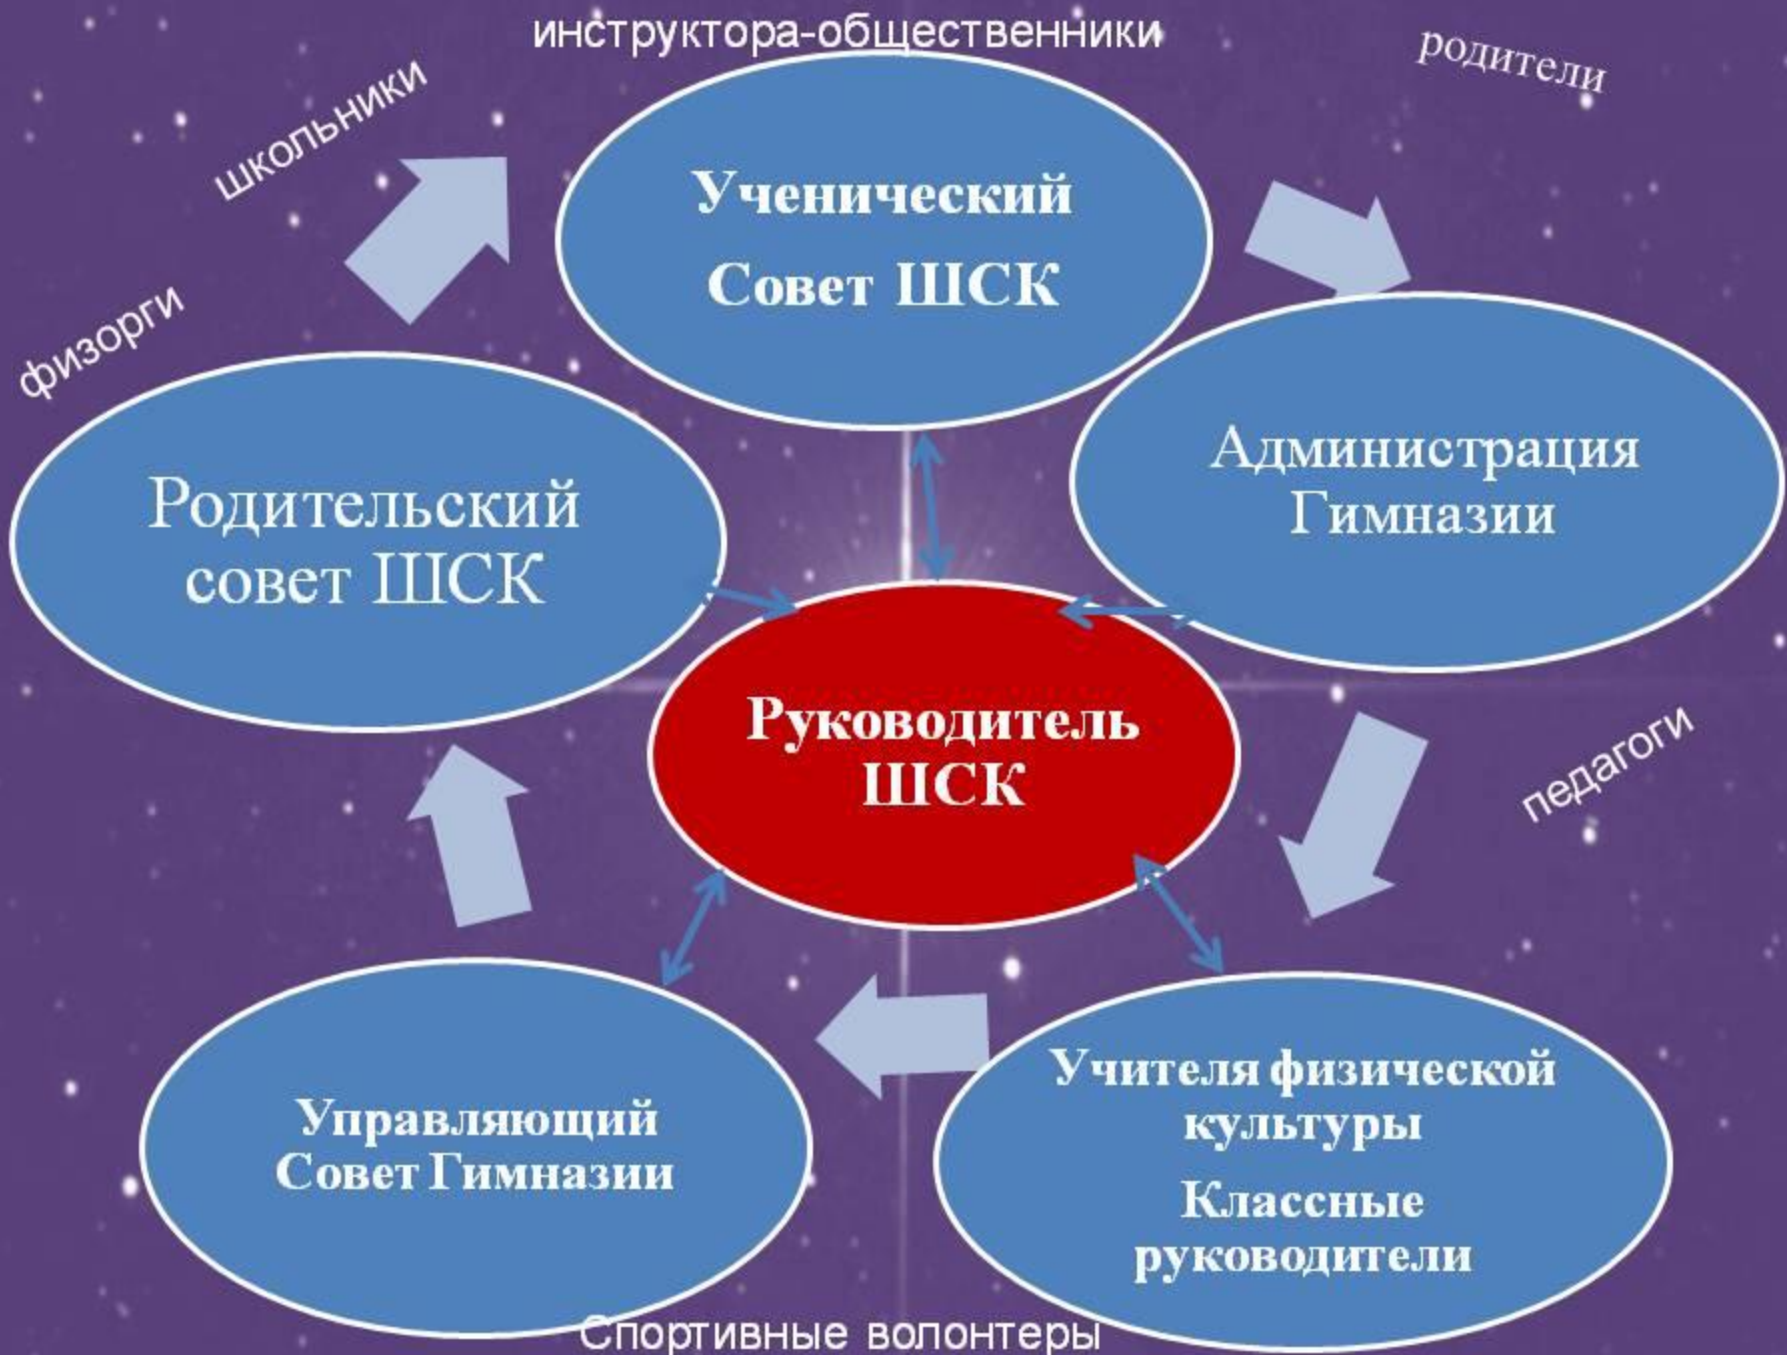 инструктора-общественники
родители
школьники
Ученический
Совет ШСК
физорги
Администрация
Гимназии
Родительский
совет ШСК
Руководитель
ШСК
педагоги
Управляющий
Совет Гимназии
Учителя физической
культуры
Классные
руководители
Спортивные волонтеры